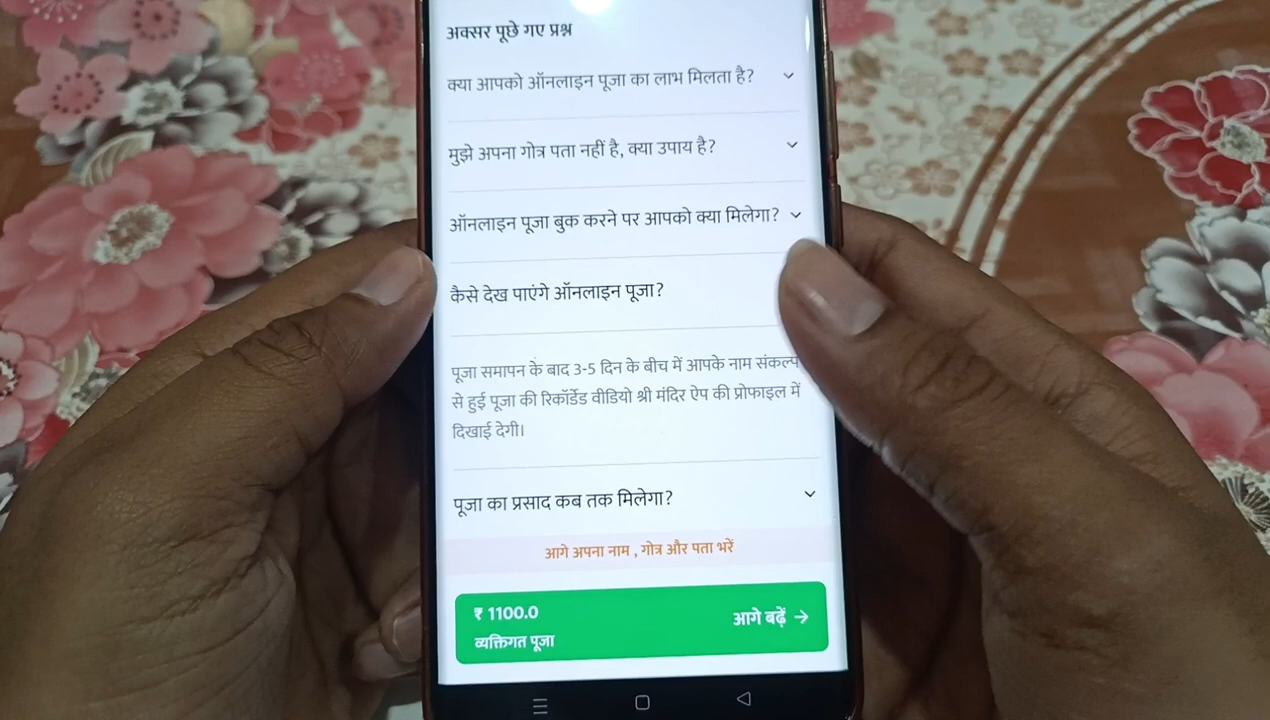 अक्सर पूछे गए प्रश्न
क्या आपको ऑनलाइन पूजा का लाभ मिलता है?
मुझे अपना गोत्र पता नहीं है, क्या उपाय है?
ऑनलाइन पूजा बुक करने पर आपको क्या मिलेगा?
कैसे देख पाएंगे ऑनलाइन पूजा?
पूजा समापन के बाद 3-5 दिन के बीच में आपके नाम संकल्प
से हुई पूजा की रिकॉर्डेड वीडियो श्री मंदिर ऐप की प्रोफाइल में
दिखाई देगी।
पूजा का प्रसाद कब तक मिलेगा?
आगे अपना नाम , गोत्र और पता भरें
₹ 1100.0
व्यक्तिगत पूजा
आगे बढ़ें →